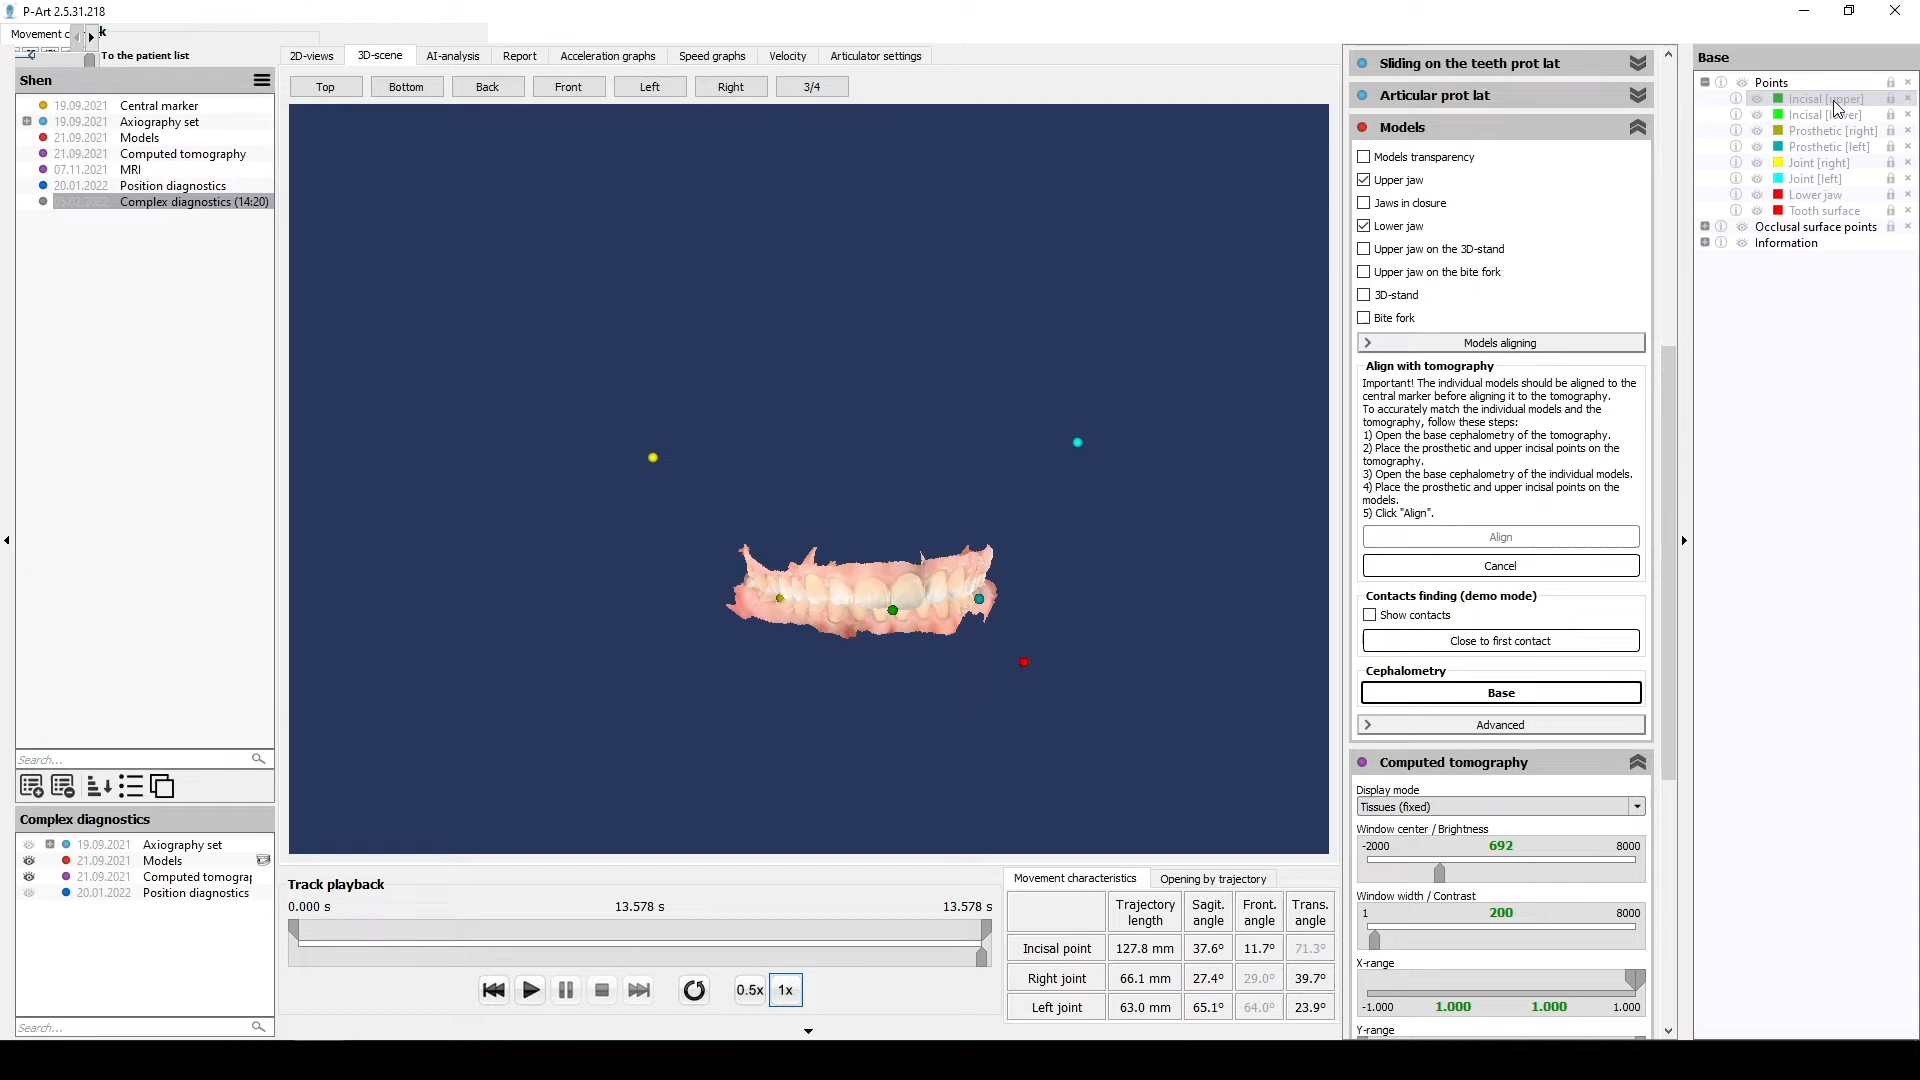 P-Art 2.5.31.218
Movement c
k
To the patient list
Shen
19.09.2021 Central marker
19.09.2021 Axiography set
21.09.2021 Models
21.09.2021 Computed tomography
07.11.2021 MRI
20.01.2022 Position diagnostics
Complex diagnostics (14:20)
Search...
Complex diagnostics
19.09.2021 Axiography set
21.09.2021 Models
21.09.2021 Computed tomograp
20.01.2022 Position diagnostics
Search...
2D-views 3D-scene AI-analysis Report Acceleration graphs Speed graphs Velocity Articulator settings
Top Bottom Back Front Left Right 3/4
Track playback
0.000 s 13.578 s 13.578 s
0.5x 1x
Movement characteristics Opening by trajectory
Trajectory length Sagit. angle Front. angle Trans. angle
Incisal point 127.8 mm 37.6° 11.7° 71.3°
Right joint 66.1 mm 27.4° 29.0° 39.7°
Left joint 63.0 mm 65.1° 64.0° 23.9°
Sliding on the teeth prot lat
Articular prot lat
Models
Models transparency
Upper jaw
Jaws in closure
Lower jaw
Upper jaw on the 3D-stand
Upper jaw on the bite fork
3D-stand
Bite fork
Models aligning
Align with tomography
Important! The individual models should be aligned to the
central marker before aligning it to the tomography.
To accurately match the individual models and the
tomography, follow these steps:
1) Open the base cephalometry of the tomography.
2) Place the prosthetic and upper incisal points on the
tomography.
3) Open the base cephalometry of the individual models.
4) Place the prosthetic and upper incisal points on the
models.
5) Click "Align".
Align
Cancel
Contacts finding (demo mode)
Show contacts
Close to first contact
Cephalometry
Base
Advanced
Computed tomography
Display mode
Tissues (fixed)
Window center / Brightness
-2000 692 8000
Window width / Contrast
1 200 8000
X-range
-1.000 1.000 1.000 1.000
Y-range
Base
Points
Incisal [upper]
Incisal [lower]
Prosthetic [right]
Prosthetic [left]
Joint [right]
Joint [left]
Lower jaw
Tooth surface
Occlusal surface points
Information